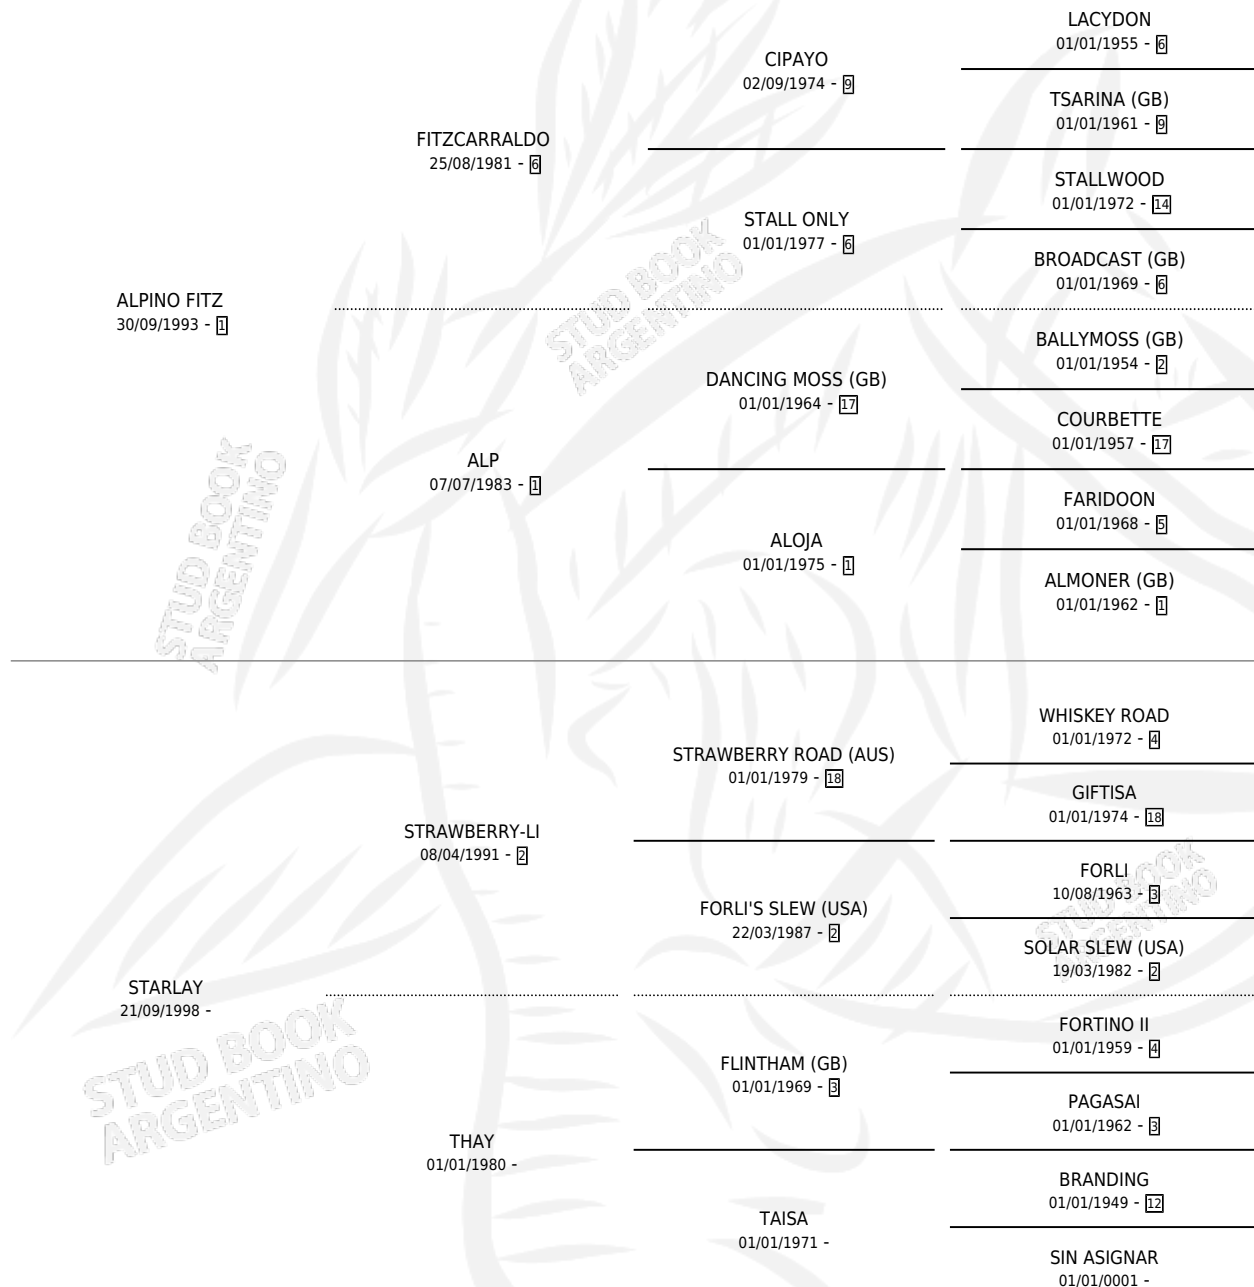 LACYDON
01/01/1955 - 6
CIPAYO
02/09/1974 - 9
TSARINA (GB)
01/01/1961 - 9
FITZCARRALDO
25/08/1981 - 6
STALLWOOD
01/01/1972 - 14
STALL ONLY
01/01/1977 - 6
BROADCAST (GB)
01/01/1969 - 6
ALPINO FITZ
30/09/1993 - 1
STUD BOOK
ARGENTINO
BALLYMOSS (GB)
01/01/1954 - 2
DANCING MOSS (GB)
01/01/1964 - 17
COURBETTE
01/01/1957 - 17
ALP
07/07/1983 - 1
FARIDOON
01/01/1968 - 5
ALOJA
01/01/1975 - 1
ALMONER (GB)
01/01/1962 - 1
STUD BOOK
ARGENTINO
WHISKEY ROAD
01/01/1972 - 4
STRAWBERRY ROAD (AUS)
01/01/1979 - 18
GIFTISA
01/01/1974 - 18
STRAWBERRY-LI
08/04/1991 - 2
FORLI
10/08/1963 - 3
FORLI'S SLEW (USA)
22/03/1987 - 2
STUD BOOK
ARGENTINO
SOLAR SLEW (USA)
19/03/1982 - 2
STARLAY
21/09/1998 -
STUD BOOK
ARGENTINO
FORTINO II
01/01/1959 - 4
FLINTHAM (GB)
01/01/1969 - 3
PAGASAI
01/01/1962 - 3
THAY
01/01/1980 -
BRANDING
01/01/1949 - 12
TAISA
01/01/1971 -
SIN ASIGNAR
01/01/0001 -